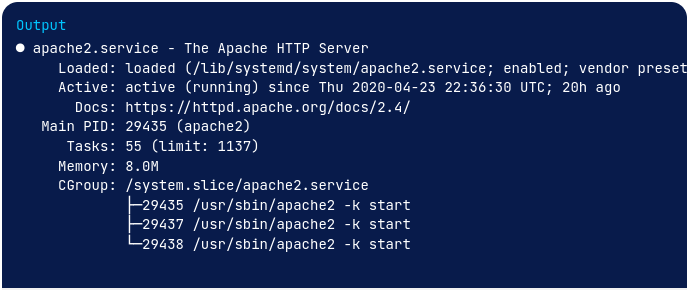 Output
● apache2.service - The Apache HTTP Server
     Loaded: loaded (/lib/systemd/system/apache2.service; enabled; vendor preset
     Active: active (running) since Thu 2020-04-23 22:36:30 UTC; 20h ago
       Docs: https://httpd.apache.org/docs/2.4/
   Main PID: 29435 (apache2)
      Tasks: 55 (limit: 1137)
     Memory: 8.0M
     CGroup: /system.slice/apache2.service
             ├─29435 /usr/sbin/apache2 -k start
             ├─29437 /usr/sbin/apache2 -k start
             └─29438 /usr/sbin/apache2 -k start